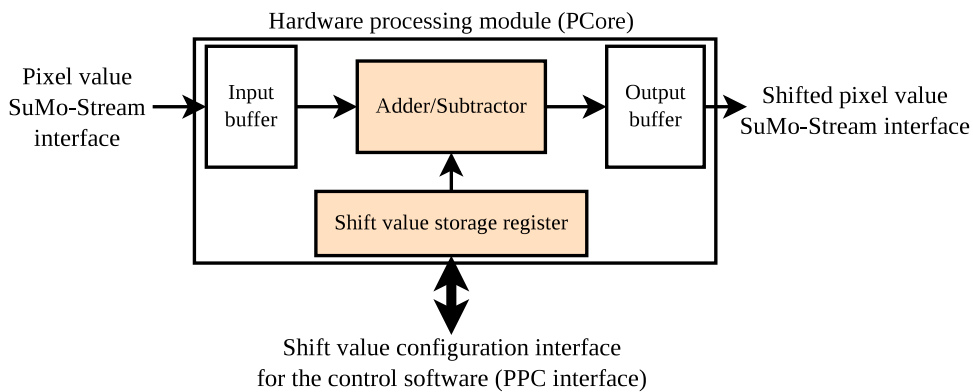 Hardware processing module (PCore)
Pixel value
SuMo-Stream
interface
Input
buffer
Adder/Subtractor
Output
buffer
Shifted pixel value
SuMo-Stream interface
Shift value storage register
Shift value configuration interface
for the control software (PPC interface)